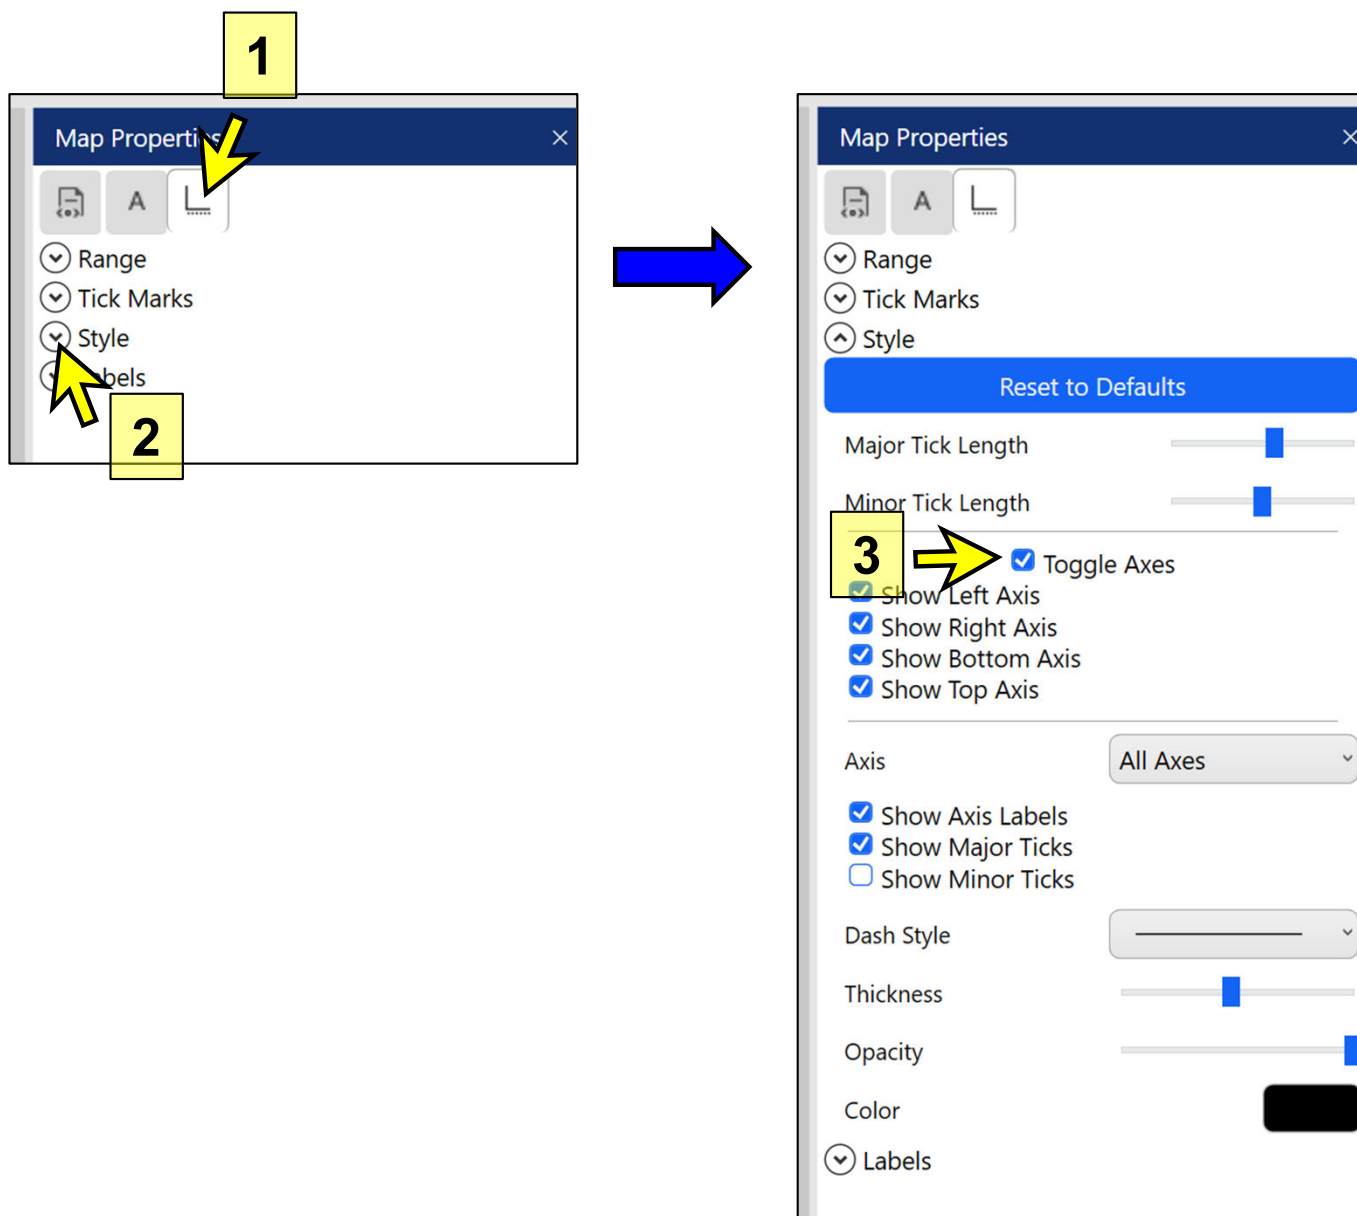 1
Map Properties
A
Range
Tick Marks
Style
Labels
2
Map Properties
A
Range
Tick Marks
Style
Reset to Defaults
Major Tick Length
Minor Tick Length
3
Toggle Axes
Show Left Axis
Show Right Axis
Show Bottom Axis
Show Top Axis
Axis
All Axes
Show Axis Labels
Show Major Ticks
Show Minor Ticks
Dash Style
Thickness
Opacity
Color
Labels